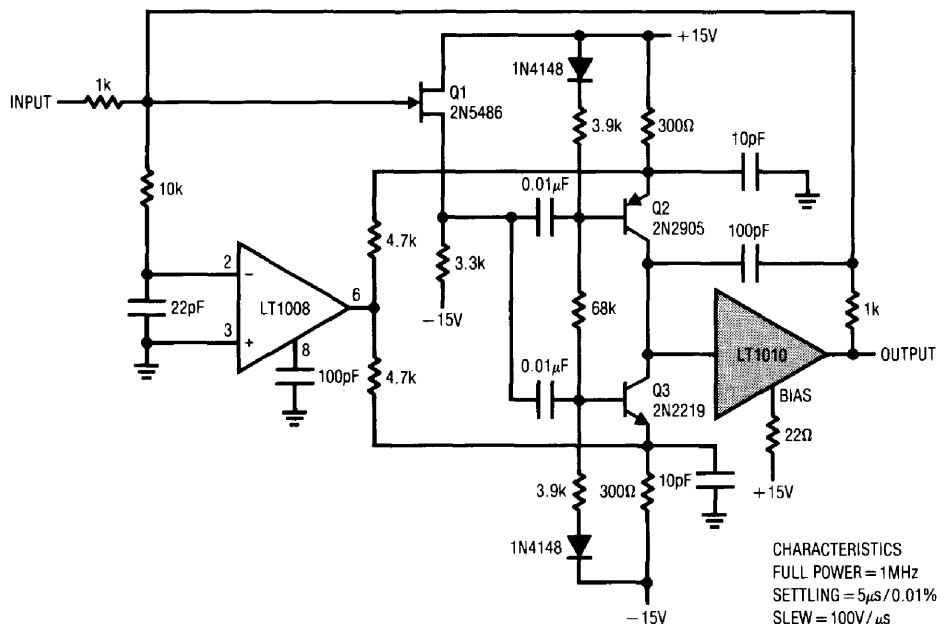 +15V
1k
INPUT
Q1
2N5486
1N4148
3.9k
300Ω
10pF
10k
0.01μF
Q2
2N2905
100pF
4.7k
3.3k
−15V
2
−
22pF
3
+
LT1008
6
8
100pF
68k
1k
LT1010
OUTPUT
4.7k
0.01μF
Q3
2N2219
BIAS
22Ω
+15V
3.9k
300Ω
10pF
1N4148
−15V
CHARACTERISTICS
FULL POWER = 1MHz
SETTLING = 5μs/0.01%
SLEW = 100V/μs